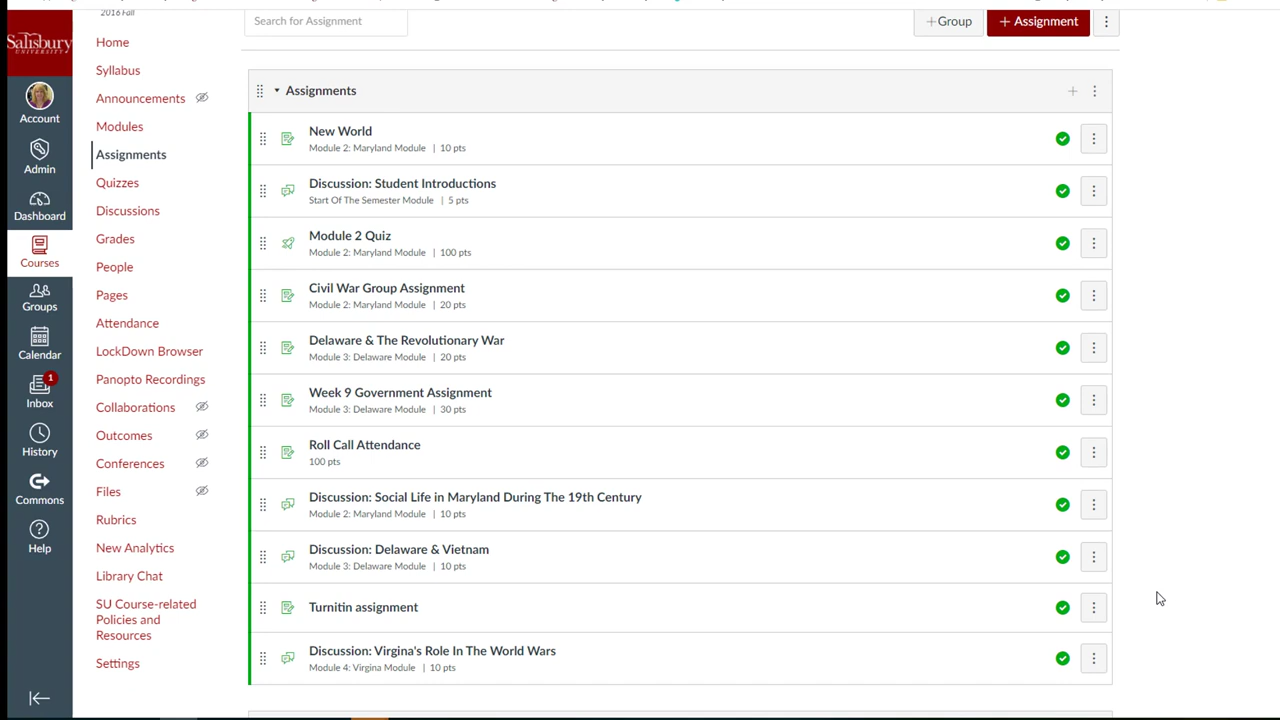 2016 Fall
Search for Assignment
+ Group
+ Assignment
Salisbury
UNIVERSITY
Account
Admin
Dashboard
Courses
Groups
Calendar
1
Inbox
History
Commons
Help
Home
Syllabus
Announcements
Modules
Assignments
Quizzes
Discussions
Grades
People
Pages
Attendance
LockDown Browser
Panopto Recordings
Collaborations
Outcomes
Conferences
Files
Rubrics
New Analytics
Library Chat
SU Course-related
Policies and
Resources
Settings
Assignments
New World
Module 2: Maryland Module | 10 pts
Discussion: Student Introductions
Start Of The Semester Module | 5 pts
Module 2 Quiz
Module 2: Maryland Module | 100 pts
Civil War Group Assignment
Module 2: Maryland Module | 20 pts
Delaware & The Revolutionary War
Module 3: Delaware Module | 20 pts
Week 9 Government Assignment
Module 3: Delaware Module | 30 pts
Roll Call Attendance
100 pts
Discussion: Social Life in Maryland During The 19th Century
Module 2: Maryland Module | 10 pts
Discussion: Delaware & Vietnam
Module 3: Delaware Module | 10 pts
Turnitin assignment
Discussion: Virgina's Role In The World Wars
Module 4: Virgina Module | 10 pts